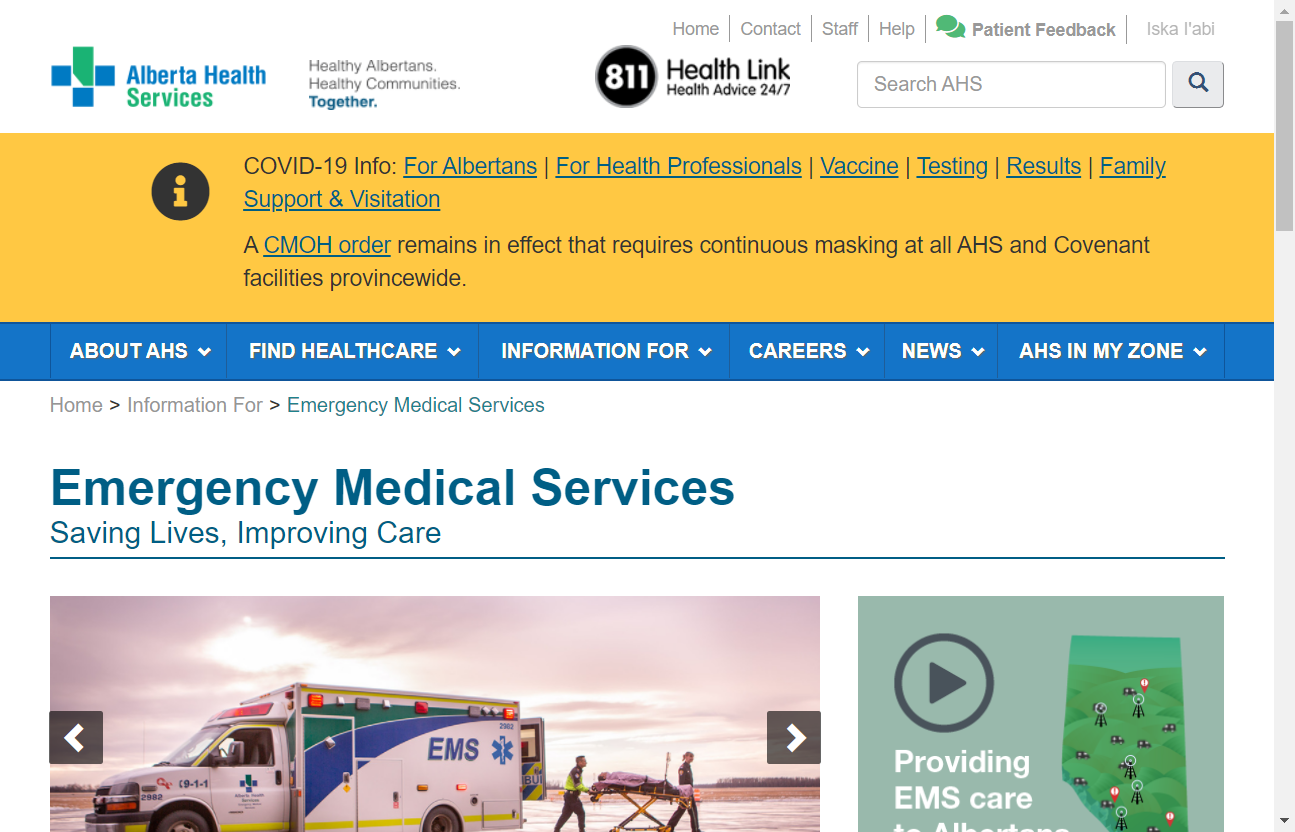 Home
Contact
Staff
Help
Patient Feedback
Iska I'abi
Alberta Health
Services
Healthy Albertans.
Healthy Communities.
Together.
811
Health Link
Health Advice 24/7
Search AHS
COVID-19 Info: For Albertans | For Health Professionals | Vaccine | Testing | Results | Family
Support & Visitation
A CMOH order remains in effect that requires continuous masking at all AHS and Covenant
facilities provincewide.
ABOUT AHS
FIND HEALTHCARE
INFORMATION FOR
CAREERS
NEWS
AHS IN MY ZONE
Home > Information For > Emergency Medical Services
Emergency Medical Services
Saving Lives, Improving Care
2982
EMS
9-1-1
2982
Alberta Health
Services
Providing
EMS care
to Albertans